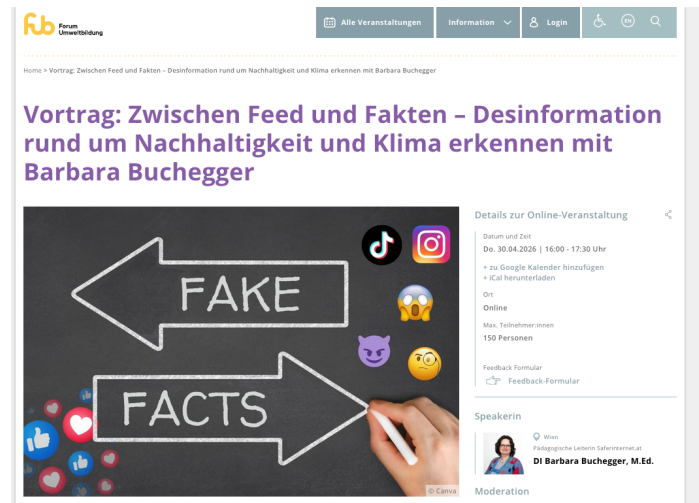 fub Forum
Umweltbildung
Alle Veranstaltungen
Information
Login
EN
Home > Vortrag: Zwischen Feed und Fakten – Desinformation rund um Nachhaltigkeit und Klima erkennen mit Barbara Buchegger
Vortrag: Zwischen Feed und Fakten – Desinformation
rund um Nachhaltigkeit und Klima erkennen mit
Barbara Buchegger
FAKE
FACTS
© Canva
Details zur Online-Veranstaltung
Datum und Zeit
Do. 30.04.2026 | 16:00 - 17:30 Uhr
+ zu Google Kalender hinzufügen
+ iCal herunterladen
Ort
Online
Max. Teilnehmer:innen
150 Personen
Feedback Formular
Feedback-Formular
Speakerin
Wien
Pädagogische Leiterin Saferinternet.at
DI Barbara Buchegger, M.Ed.
Moderation